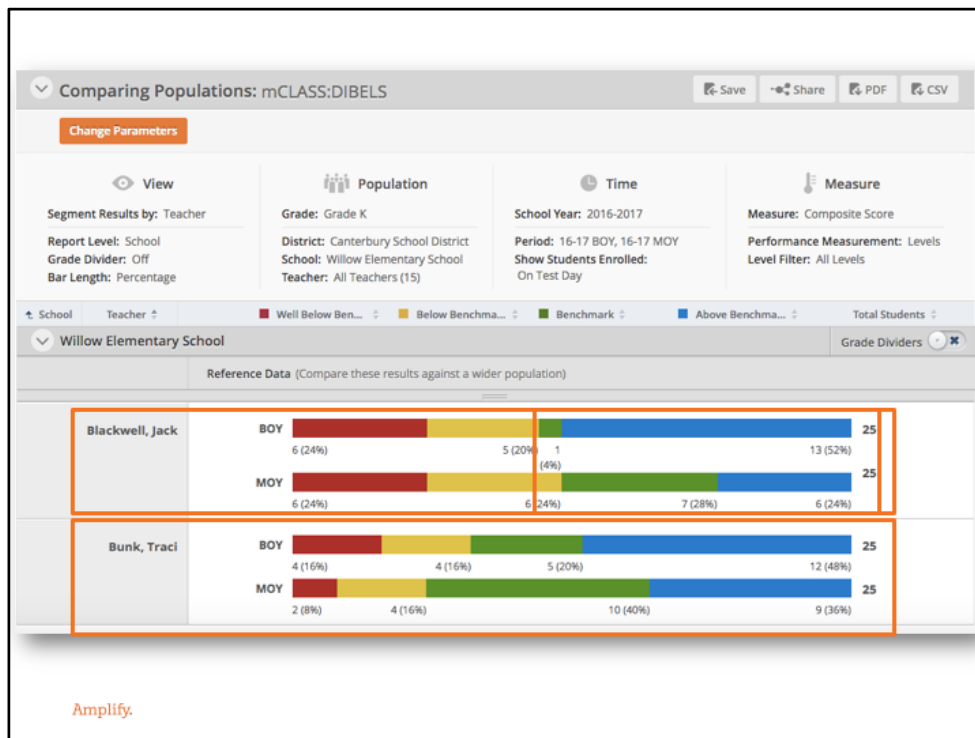 Comparing Populations: mCLASS:DIBELS
Save
Share
PDF
CSV
Change Parameters
View
Segment Results by: Teacher
Report Level: School
Grade Divider: Off
Bar Length: Percentage
Population
Grade: Grade K
District: Canterbury School District
School: Willow Elementary School
Teacher: All Teachers (15)
Time
School Year: 2016-2017
Period: 16-17 BOY, 16-17 MOY
Show Students Enrolled:
On Test Day
Measure
Measure: Composite Score
Performance Measurement: Levels
Level Filter: All Levels
School Teacher Well Below Ben... Below Benchma... Benchmark Above Benchma... Total Students
Willow Elementary School Grade Dividers
Reference Data (Compare these results against a wider population)
Blackwell, Jack BOY 25
6 (24%) 5 (20%) 1 13 (52%)
(4%)
MOY 25
6 (24%) 6 (24%) 7 (28%) 6 (24%)
Bunk, Traci BOY 25
4 (16%) 4 (16%) 5 (20%) 12 (48%)
MOY 25
2 (8%) 4 (16%) 10 (40%) 9 (36%)
Amplify.